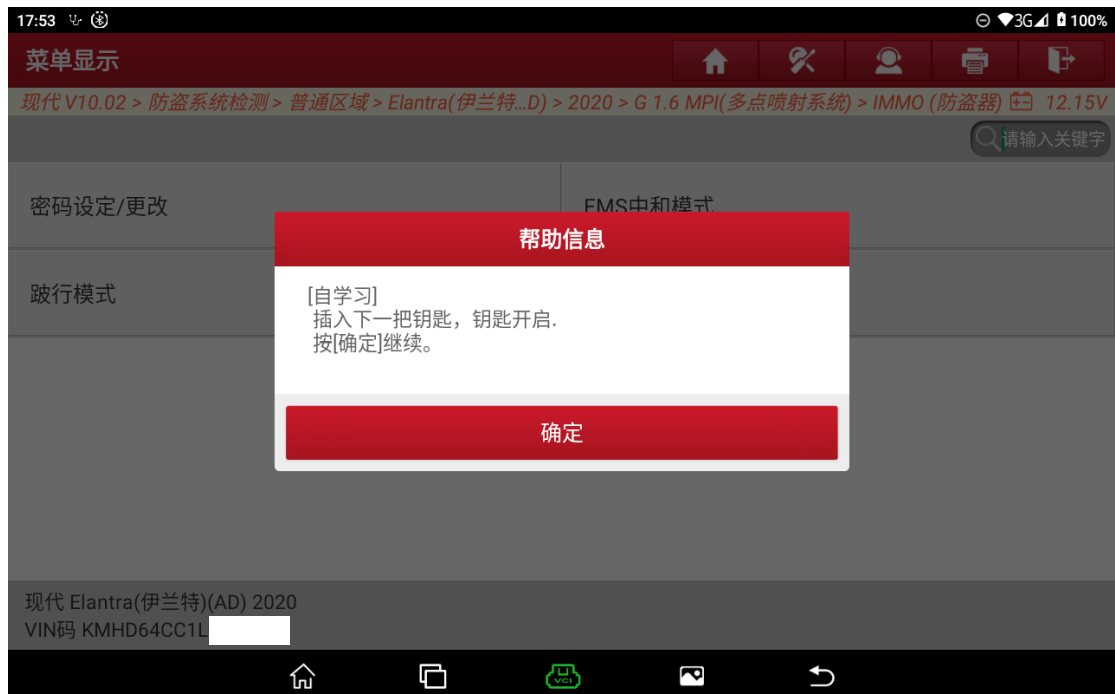 17:53
3G
100%
菜单显示
现代 V10.02 > 防盗系统检测 > 普通区域 > Elantra(伊兰特...D) > 2020 > G 1.6 MPI(多点喷射系统) > IMMO (防盗器) 12.15V
请输入关键字
密码设定/更改
EMS中和模式
帮助信息
跛行模式
[自学习]
插入下一把钥匙，钥匙开启.
按[确定]继续。
确定
现代 Elantra(伊兰特)(AD) 2020
VIN码 KMHD64CC1L
VCI